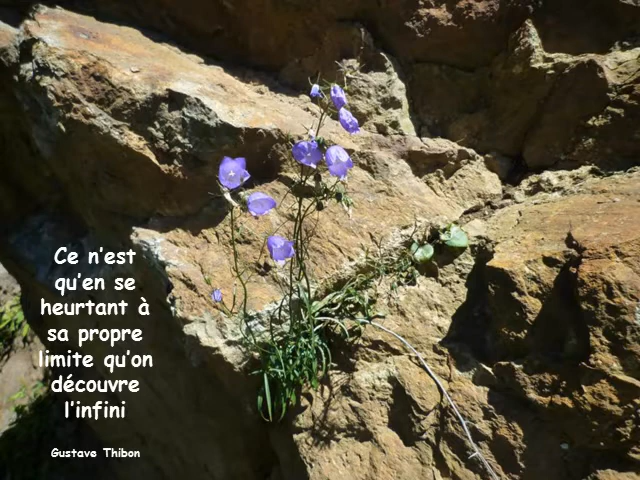 Ce n'est
qu'en se
heurtant à
sa propre
limite qu'on
découvre
l'infini
Gustave Thibon